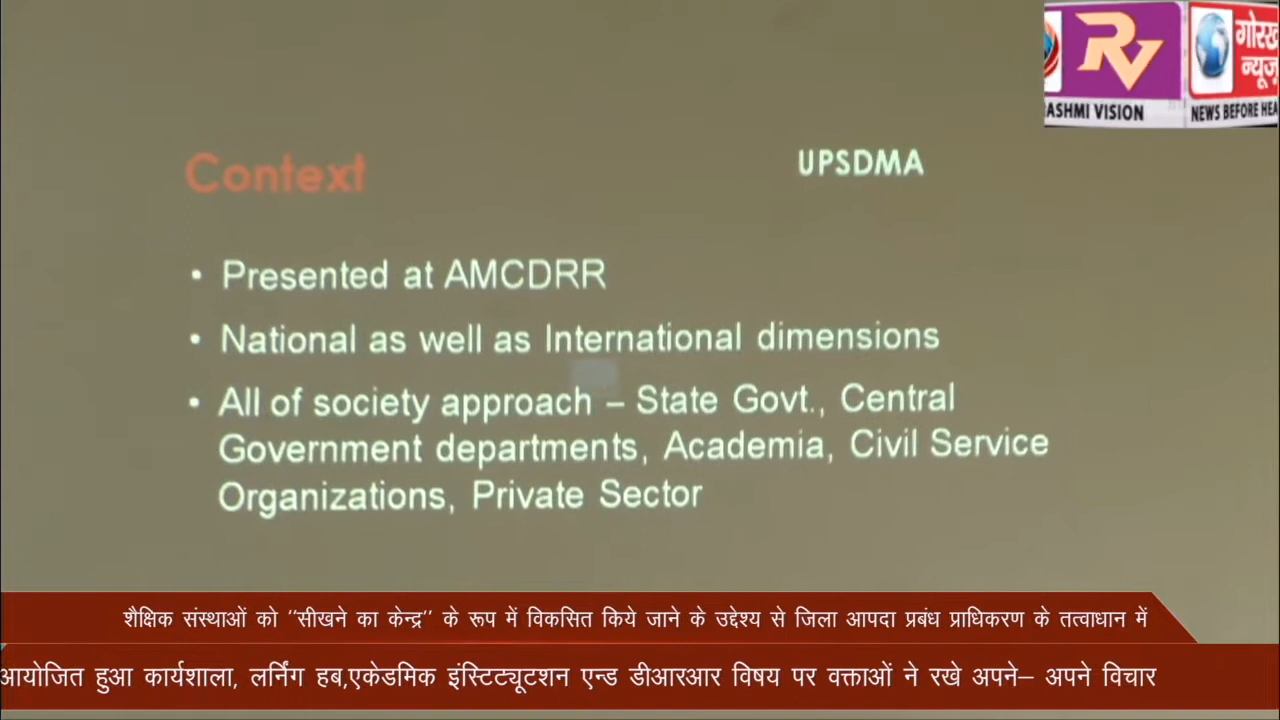 RV
गोरख
न्यूज़
ASHMI VISION
NEWS BEFORE HEA
Context
UPSDMA
• Presented at AMCDRR
• National as well as International dimensions
• All of society approach – State Govt., Central
Government departments, Academia, Civil Service
Organizations, Private Sector
शैक्षिक संस्थाओं को ''सीखने का केन्द्र'' के रूप में विकसित किये जाने के उद्देश्य से जिला आपदा प्रबंध प्राधिकरण के तत्वाधान में
आयोजित हुआ कार्यशाला, लर्निंग हब,एकेडमिक इंस्टिट्यूटशन एन्ड डीआरआर विषय पर वक्ताओं ने रखे अपने– अपने विचार